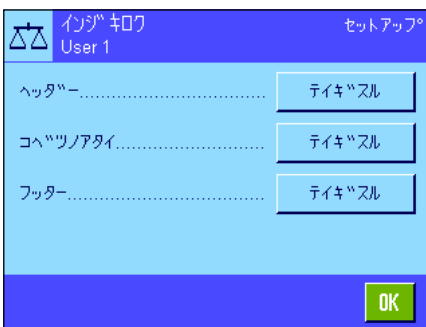 インジ゙キロク
セットアップ゚
User 1
ヘッダ゙ー................................
テイギ゙スル
コベ゙ツノアタイ..........................
テイギ゙スル
フッター..................................
テイギ゙スル
OK